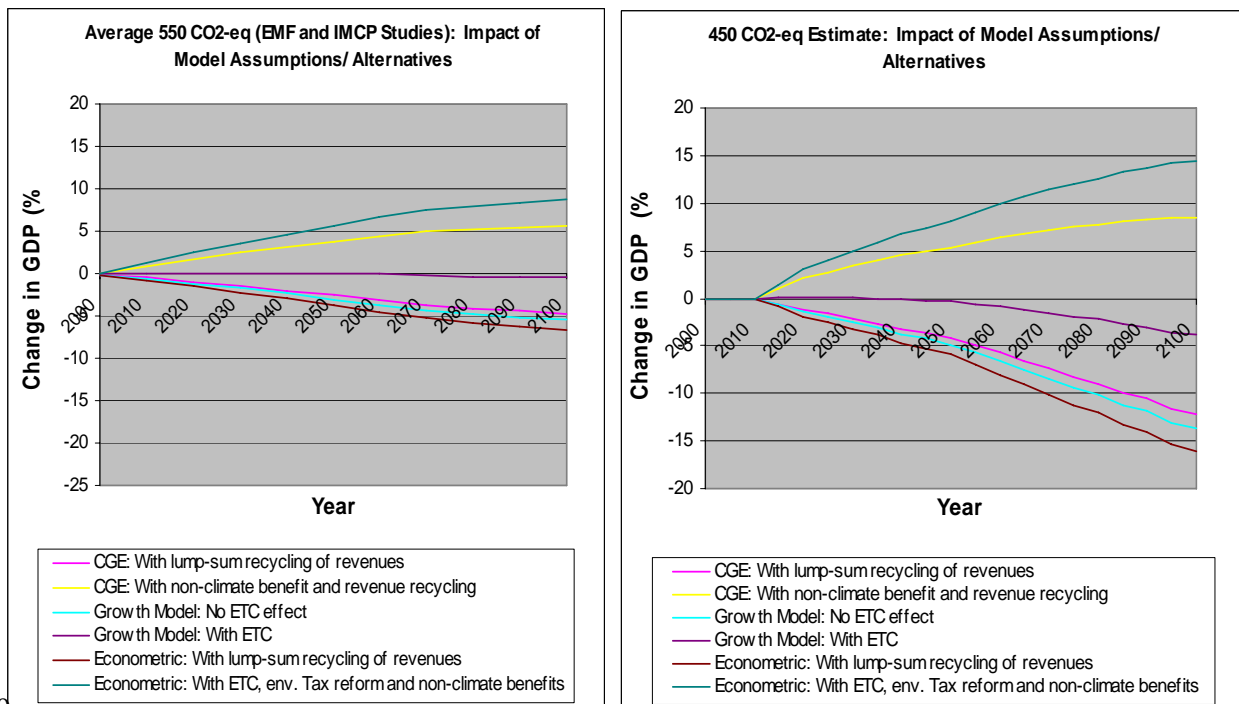 Average 550 CO2-eq (EMF and IMCP Studies): Impact of
Model Assumptions/ Alternatives
20
15
10
5
0
-5
-10
-15
-20
-25
Change in GDP (%
2000
2010
2020
2030
2040
2050
2060
2070
2080
2090
2100
Year
CGE: With lump-sum recycling of revenues
CGE: With non-climate benefit and revenue recycling
Growth Model: No ETC effect
Growth Model: With ETC
Econometric: With lump-sum recycling of revenues
Econometric: With ETC, env. Tax reform and non-climate benefits
450 CO2-eq Estimate: Impact of Model Assumptions/
Alternatives
20
15
10
5
0
-5
-10
-15
-20
Change in GDP (%
2000
2010
2020
2030
2040
2050
2060
2070
2080
2090
2100
Year
CGE: With lump-sum recycling of revenues
CGE: With non-climate benefit and revenue recycling
Growth Model: No ETC effect
Growth Model: With ETC
Econometric: With lump-sum recycling of revenues
Econometric: With ETC, env. Tax reform and non-climate benefits